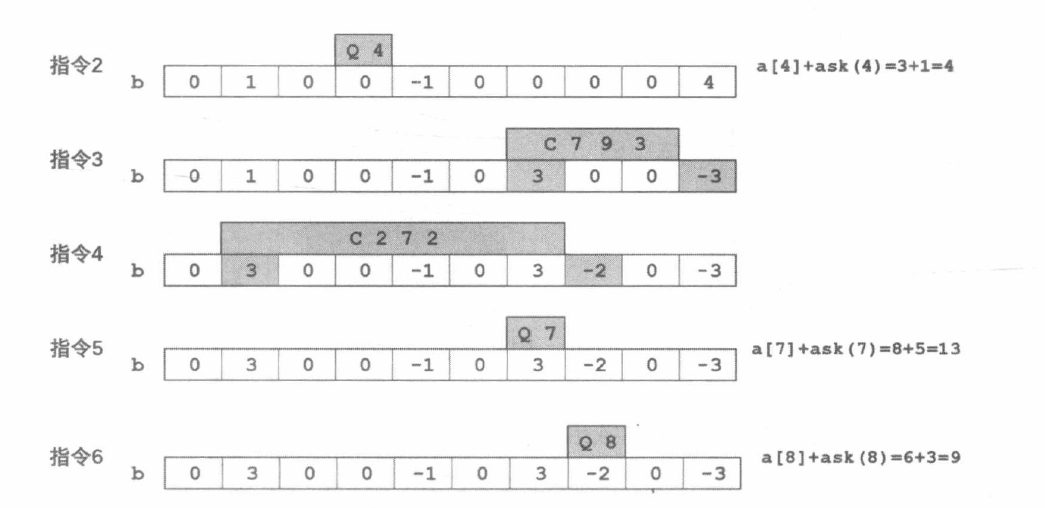 Q 4
指令2 b 0 1 0 0 -1 0 0 0 0 4 a[4]+ask(4)=3+1=4
C 7 9 3
指令3 b 0 1 0 0 -1 0 3 0 0 -3
C 2 7 2
指令4 b 0 3 0 0 -1 0 3 -2 0 -3
Q 7
指令5 b 0 3 0 0 -1 0 3 -2 0 -3 a[7]+ask(7)=8+5=13
Q 8
指令6 b 0 3 0 0 -1 0 3 -2 0 -3 a[8]+ask(8)=6+3=9